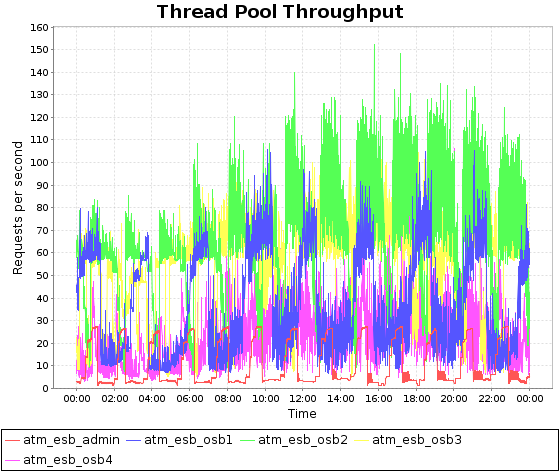 Thread Pool Throughput
160
150
140
130
120
110
100
90
80
70
60
50
40
30
20
10
0
Requests per second
00:00 02:00 04:00 06:00 08:00 10:00 12:00 14:00 16:00 18:00 20:00 22:00 00:00
Time
atm_esb_admin atm_esb_osb1 atm_esb_osb2 atm_esb_osb3
atm_esb_osb4